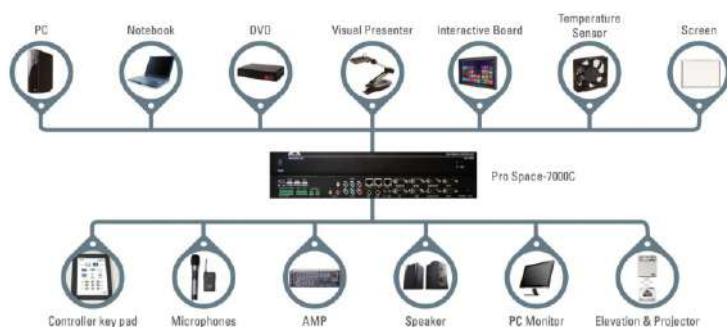 PC
Notebook
DVD
Visual Presenter
Interactive Board
Temperature
Sensor
Screen
Pro Space-7000C
Controller key pad
Microphones
AMP
Speaker
PC Monitor
Elevation & Projector